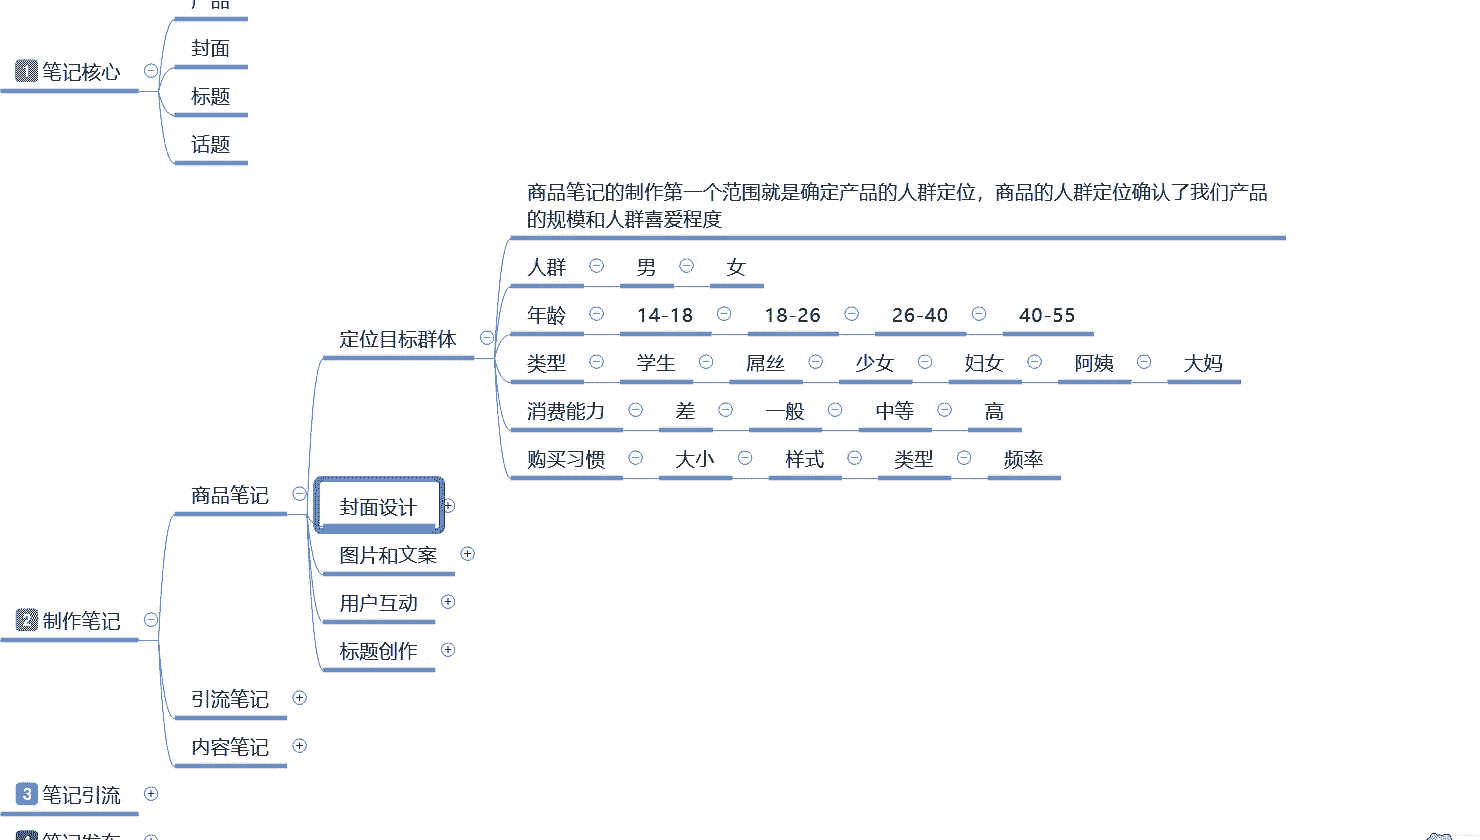 产品
封面
1 笔记核心
标题
话题
商品笔记的制作第一个范围就是确定产品的人群定位，商品的人群定位确认了我们产品
的规模和人群喜爱程度
人群 男 女
年龄 14-18 18-26 26-40 40-55
定位目标群体
类型 学生 屌丝 少女 妇女 阿姨 大妈
消费能力 差 一般 中等 高
购买习惯 大小 样式 类型 频率
商品笔记
封面设计
图片和文案
用户互动
2 制作笔记
标题创作
引流笔记
内容笔记
3 笔记引流
4 笔记发布